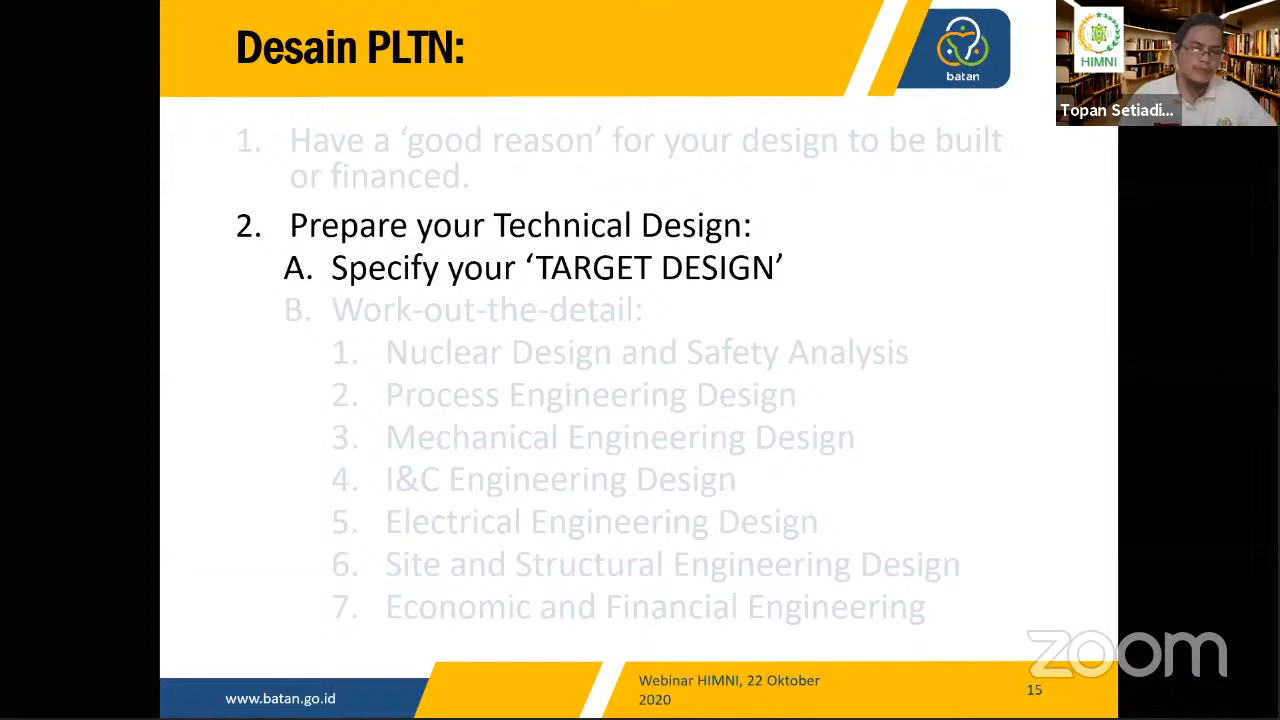 Desain PLTN:
batan
HIMNI
Topan Setiadi...
1. Have a ‘good reason’ for your design to be built
or financed.
2. Prepare your Technical Design:
A. Specify your ‘TARGET DESIGN’
B. Work-out-the-detail:
1. Nuclear Design and Safety Analysis
2. Process Engineering Design
3. Mechanical Engineering Design
4. I&C Engineering Design
5. Electrical Engineering Design
6. Site and Structural Engineering Design
7. Economic and Financial Engineering
zoom
www.batan.go.id
Webinar HIMNI, 22 Oktober
2020
15